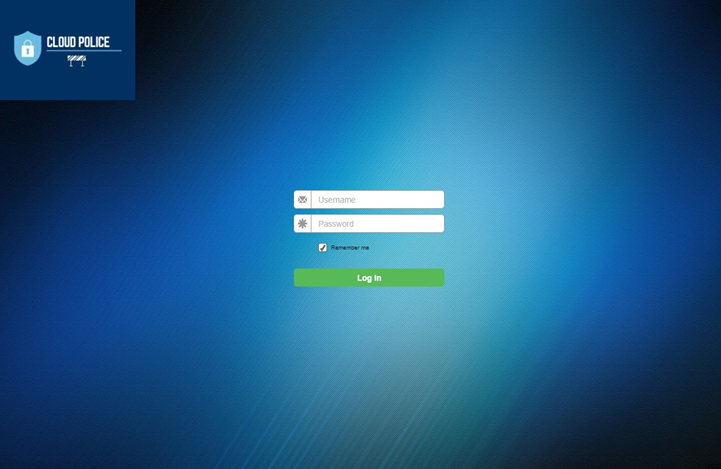 CLOUD POLICE
Username
Password
Remember me
Log In